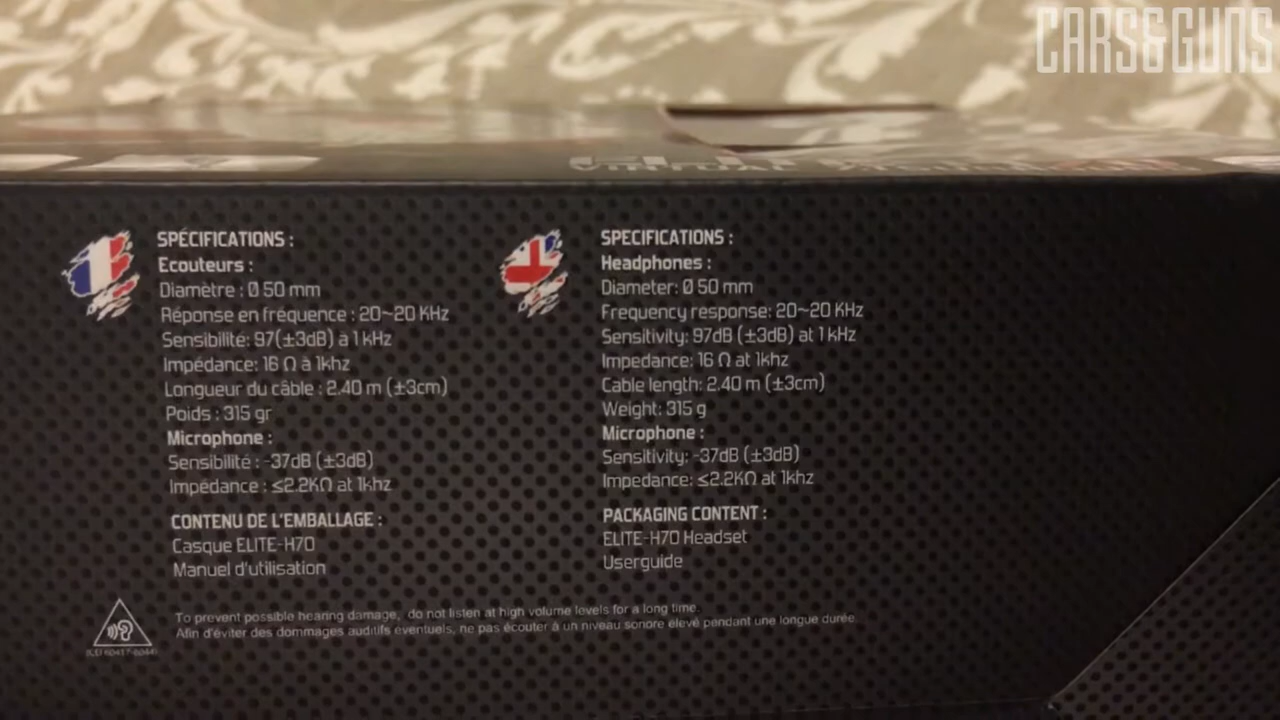 CARS&GUNS
SPÉCIFICATIONS :
Ecouteurs :
Diamètre : Ø 50 mm
Réponse en fréquence : 20~20 KHz
Sensibilité: 97(±3dB) à 1 kHz
Impédance: 16 Ω à 1khz
Longueur du câble : 2.40 m (±3cm)
Poids : 315 gr
Microphone :
Sensibilité : -37dB (±3dB)
Impédance : ≤2.2KΩ at 1khz
CONTENU DE L'EMBALLAGE :
Casque ELITE-H70
Manuel d'utilisation
SPECIFICATIONS :
Headphones :
Diameter: Ø 50 mm
Frequency response: 20~20 KHz
Sensitivity: 97dB (±3dB) at 1 kHz
Impedance: 16 Ω at 1khz
Cable length: 2.40 m (±3cm)
Weight: 315 g
Microphone :
Sensitivity: -37dB (±3dB)
Impedance: ≤2.2KΩ at 1khz
PACKAGING CONTENT :
ELITE-H70 Headset
Userguide
To prevent possible hearing damage, do not listen at high volume levels for a long time.
Afin d'éviter des dommages auditifs éventuels, ne pas écouter à un niveau sonore élevé pendant une longue durée.